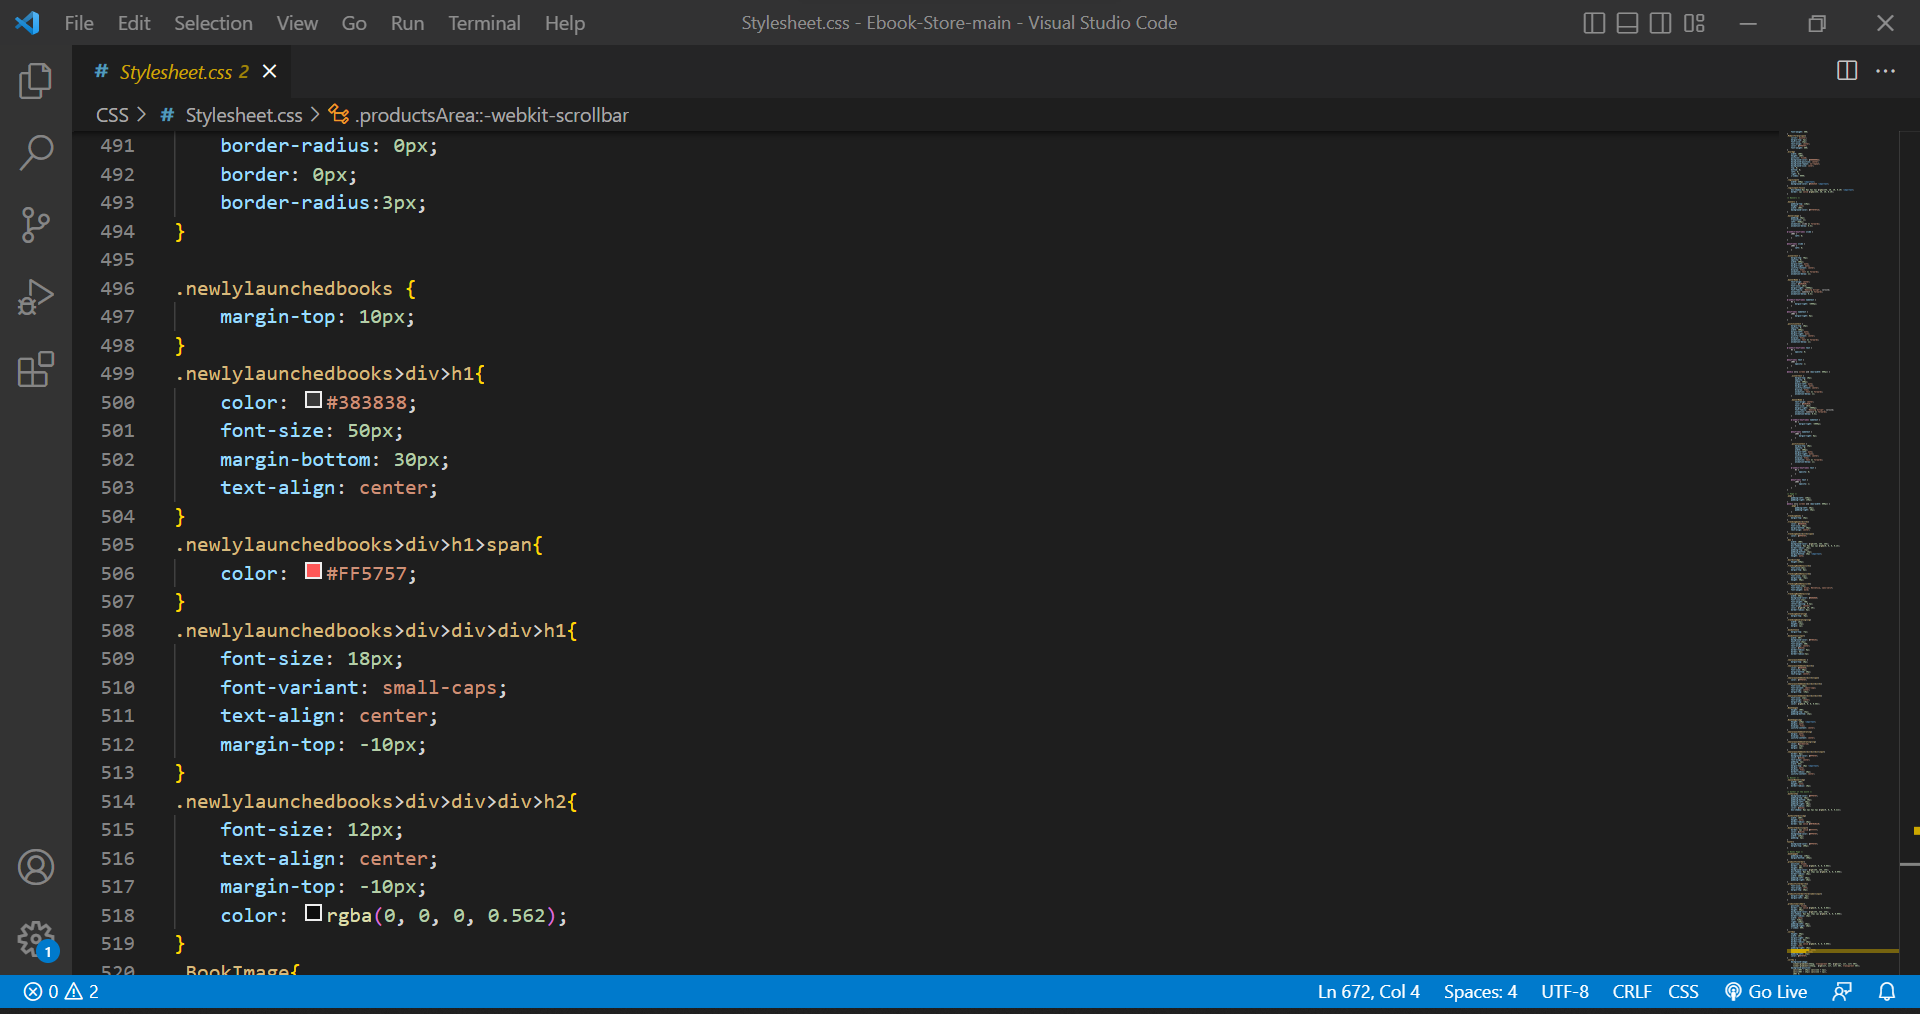 File Edit Selection View Go Run Terminal Help Stylesheet.css - Ebook-Store-main - Visual Studio Code
# Stylesheet.css 2
CSS > # Stylesheet.css > .productsArea::-webkit-scrollbar
491 border-radius: 0px;
492 border: 0px;
493 border-radius:3px;
494 }
495
496 .newlylaunchedbooks {
497 margin-top: 10px;
498 }
499 .newlylaunchedbooks>div>h1{
500 color: #383838;
501 font-size: 50px;
502 margin-bottom: 30px;
503 text-align: center;
504 }
505 .newlylaunchedbooks>div>h1>span{
506 color: #FF5757;
507 }
508 .newlylaunchedbooks>div>div>div>h1{
509 font-size: 18px;
510 font-variant: small-caps;
511 text-align: center;
512 margin-top: -10px;
513 }
514 .newlylaunchedbooks>div>div>div>h2{
515 font-size: 12px;
516 text-align: center;
517 margin-top: -10px;
518 color: rgba(0, 0, 0, 0.562);
519 }
520 .BookImage{
1
0 2 Ln 672, Col 4 Spaces: 4 UTF-8 CRLF CSS Go Live